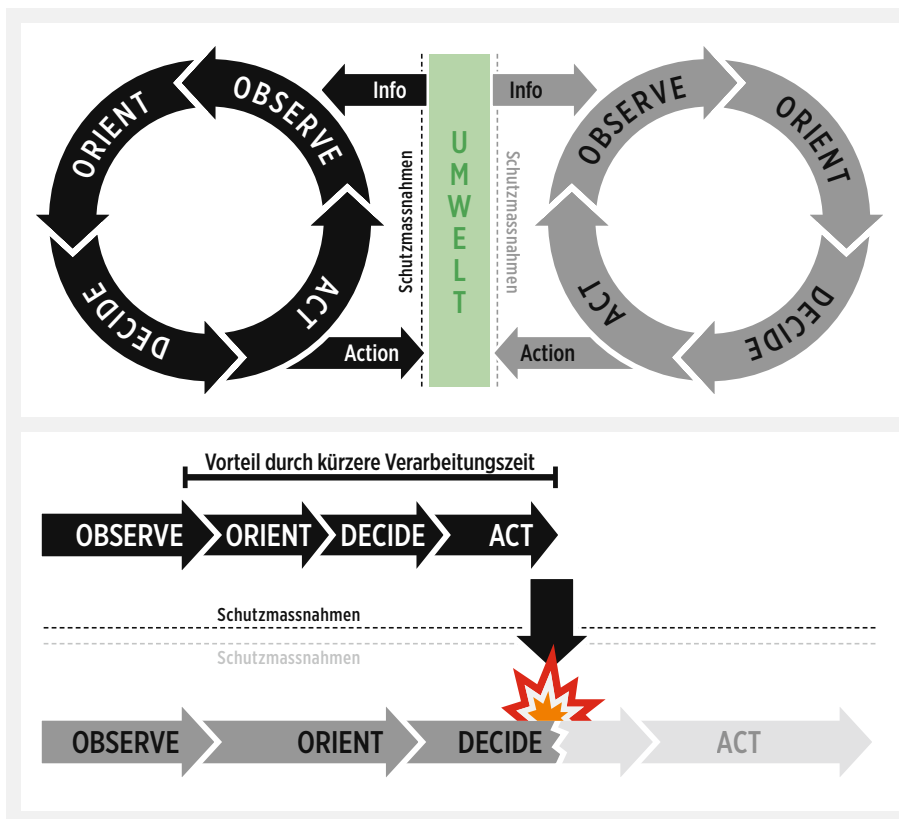 ORIENT
OBSERVE
DECIDE
ACT
Info
Action
Schutzmassnahmen
UMWELT
Schutzmassnahmen
Info
Action
OBSERVE
ORIENT
ACT
DECIDE
Vorteil durch kürzere Verarbeitungszeit
OBSERVE ORIENT DECIDE ACT
Schutzmassnahmen
Schutzmassnahmen
OBSERVE ORIENT DECIDE ACT